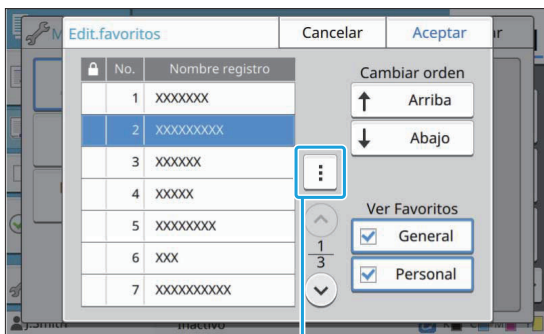 Edit.favoritos Cancelar Aceptar
No. Nombre registro
1 XXXXXXX
2 XXXXXXXXX
3 XXXXXX
4 XXXXX
5 XXXXXXXX
6 XXX
7 XXXXXXXXXX
1
3
Cambiar orden
↑ Arriba
↓ Abajo
Ver Favoritos
General
Personal
J.Smith Inactivo